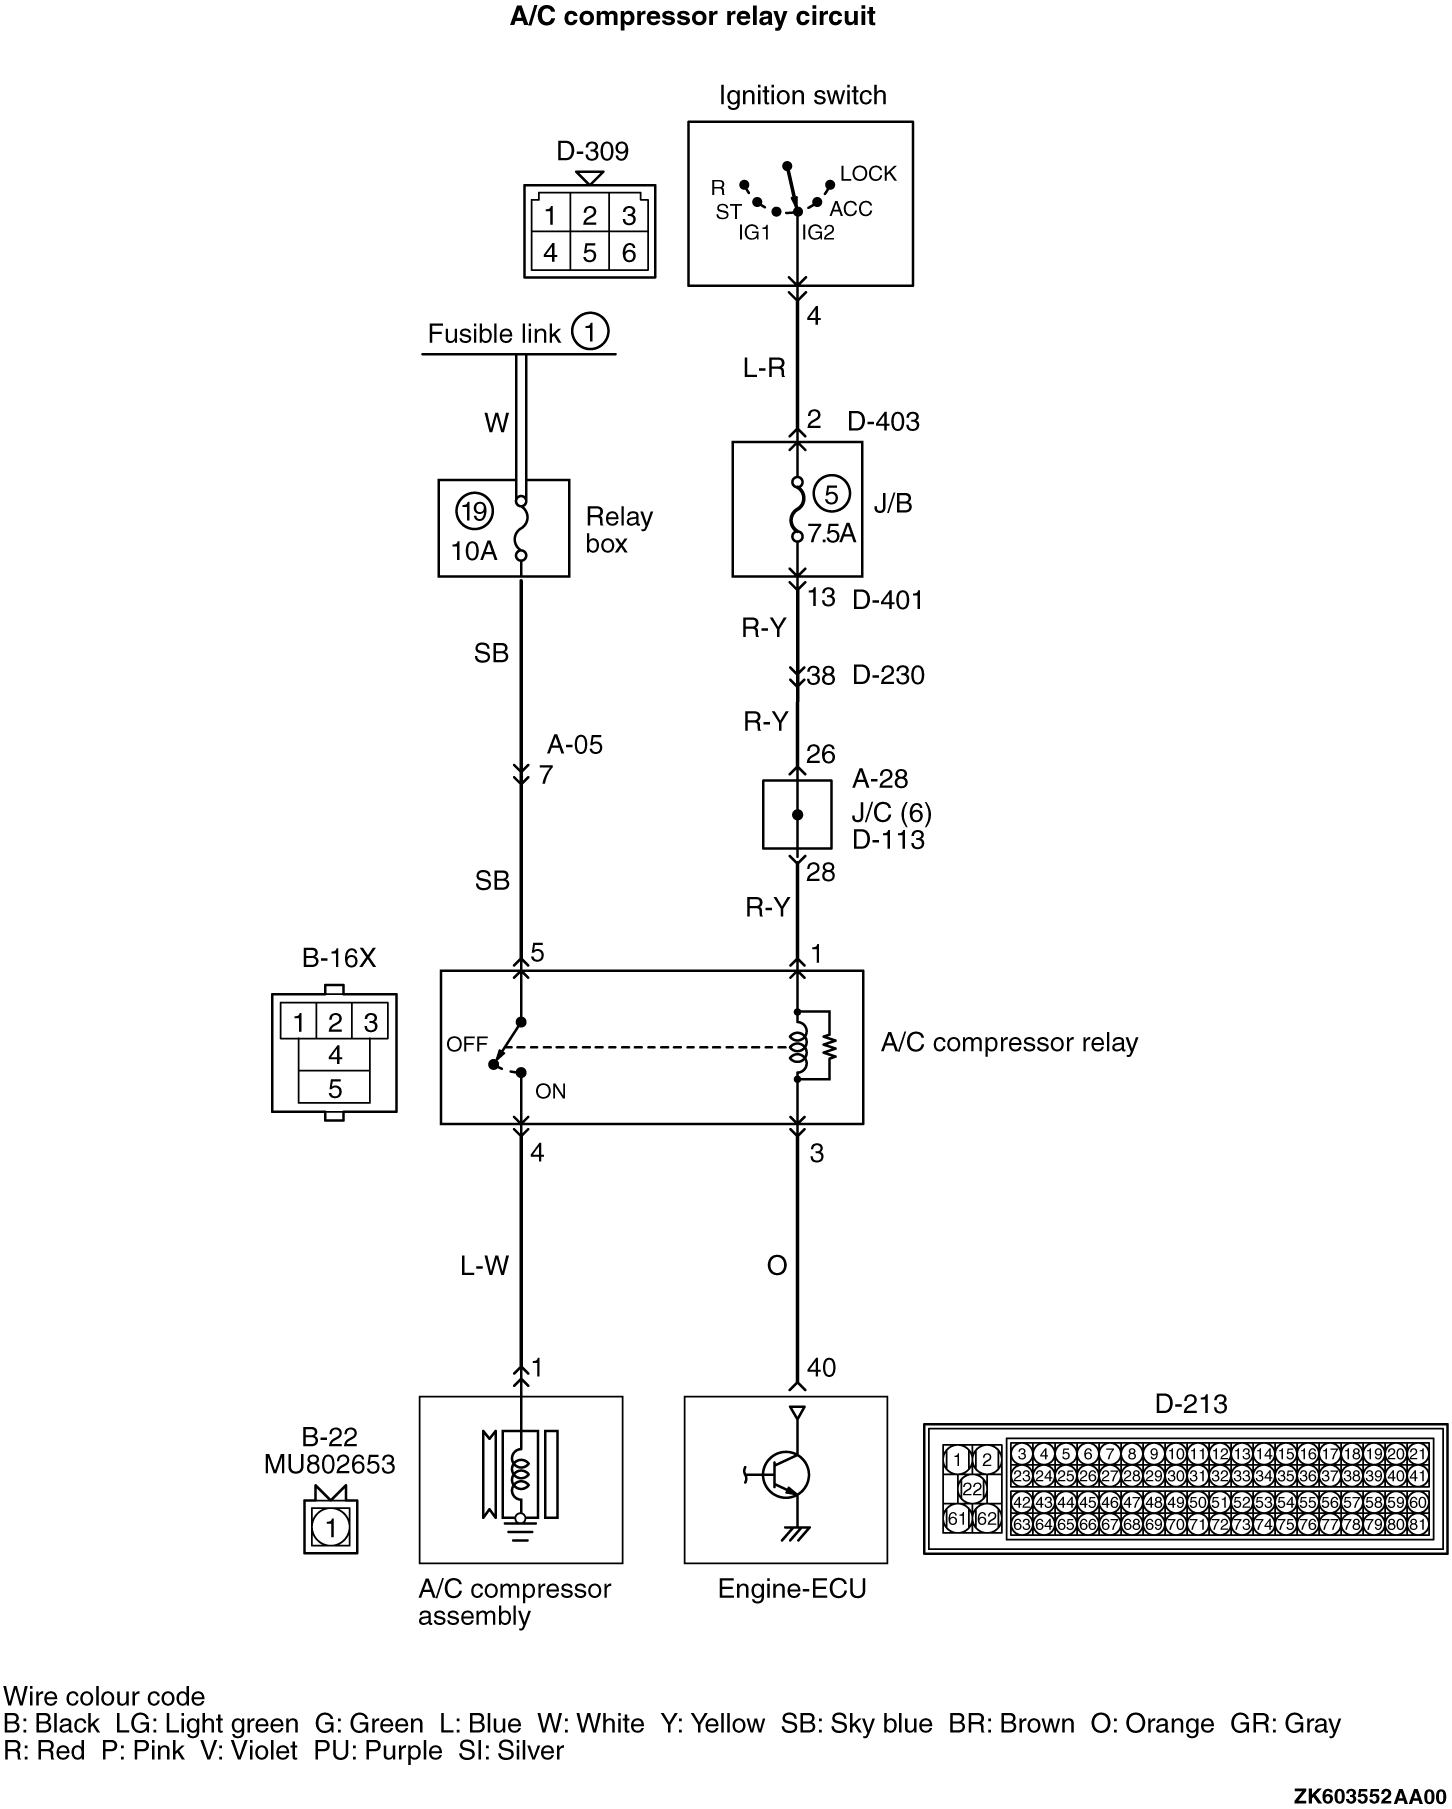 A/C compressor relay circuit
Ignition switch
D-309
1 2 3
4 5 6
R
ST
IG1
IG2
ACC
LOCK
4
Fusible link 1
L-R
W
2 D-403
19
10A
Relay
box
5
7.5A
J/B
13 D-401
R-Y
SB
38 D-230
R-Y
A-05
7
26
A-28
J/C (6)
D-113
28
SB
R-Y
B-16X
1 2 3
4
5
5
1
OFF
ON
A/C compressor relay
4
3
L-W
O
1
40
B-22
MU802653
1
A/C compressor
assembly
Engine-ECU
D-213
1 2
22
61 62
3 4 5 6 7 8 9 10 11 12 13 14 15 16 17 18 19 20 21
23 24 25 26 27 28 29 30 31 32 33 34 35 36 37 38 39 40 41
42 43 44 45 46 47 48 49 50 51 52 53 54 55 56 57 58 59 60
63 64 65 66 67 68 69 70 71 72 73 74 75 76 77 78 79 80 81
Wire colour code
B: Black LG: Light green G: Green L: Blue W: White Y: Yellow SB: Sky blue BR: Brown O: Orange GR: Gray
R: Red P: Pink V: Violet PU: Purple SI: Silver
ZK603552AA00